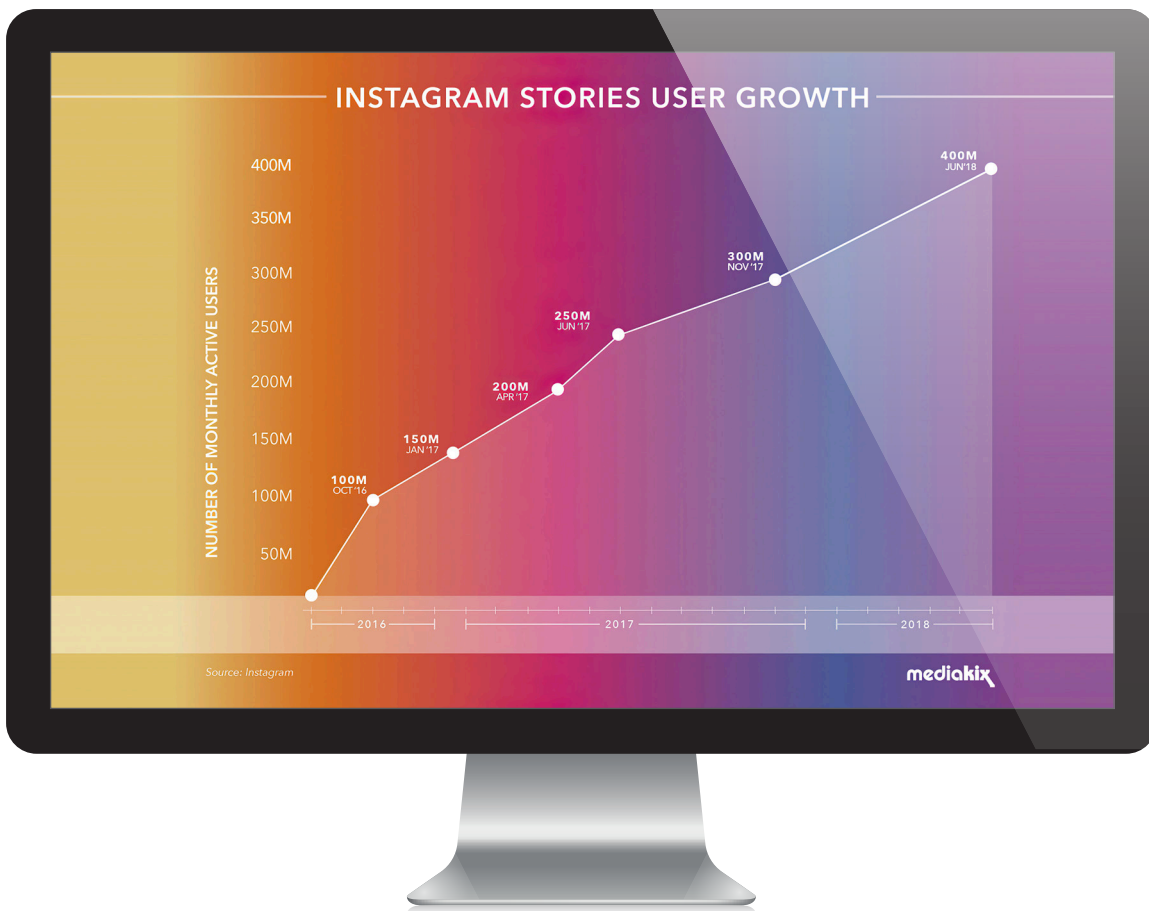 INSTAGRAM STORIES USER GROWTH
NUMBER OF MONTHLY ACTIVE USERS
400M
350M
300M
250M
200M
150M
100M
50M
100M
OCT '16
150M
JAN '17
200M
APR '17
250M
JUN '17
300M
NOV '17
400M
JUN'18
2016
2017
2018
Source: Instagram
mediakix